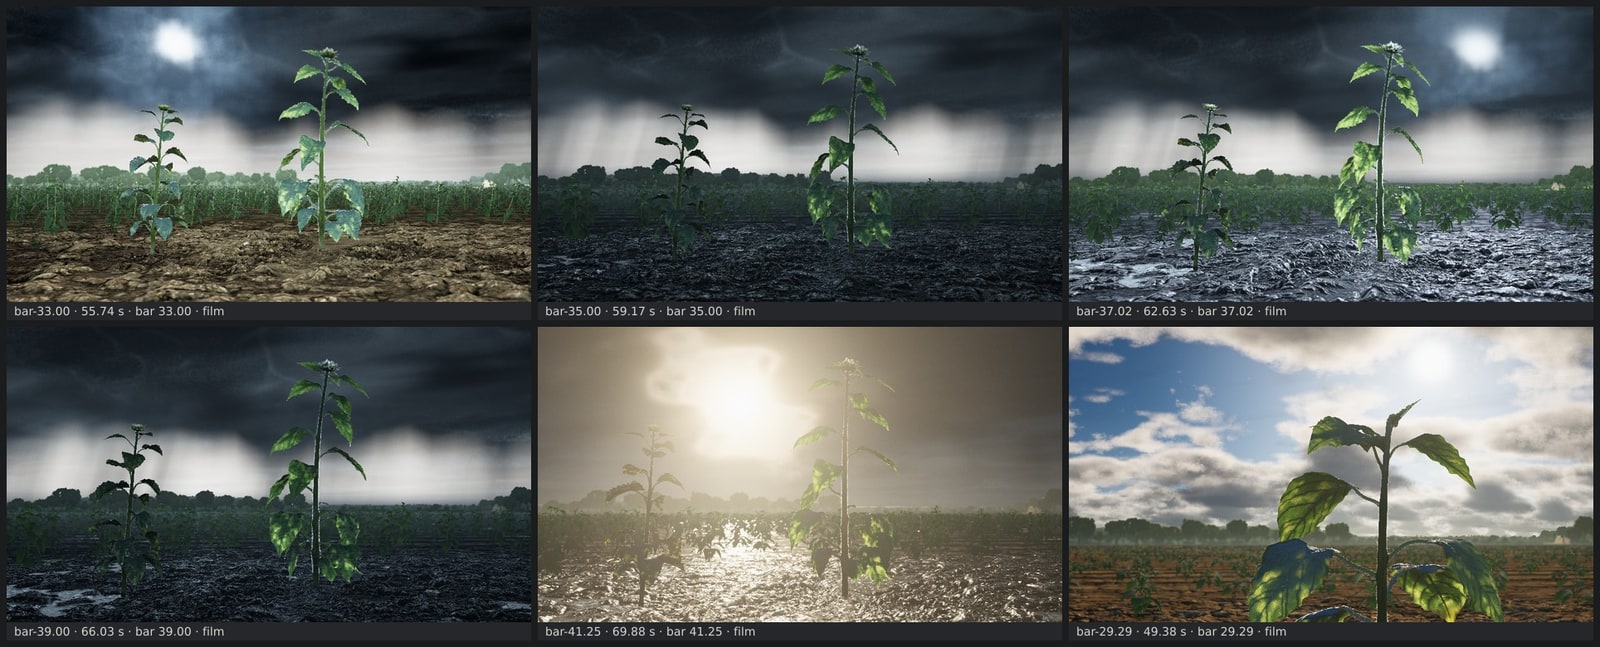 bar-33.00 · 55.74 s · bar 33.00 · film
bar-35.00 · 59.17 s · bar 35.00 · film
bar-37.02 · 62.63 s · bar 37.02 · film
bar-39.00 · 66.03 s · bar 39.00 · film
bar-41.25 · 69.88 s · bar 41.25 · film
bar-29.29 · 49.38 s · bar 29.29 · film